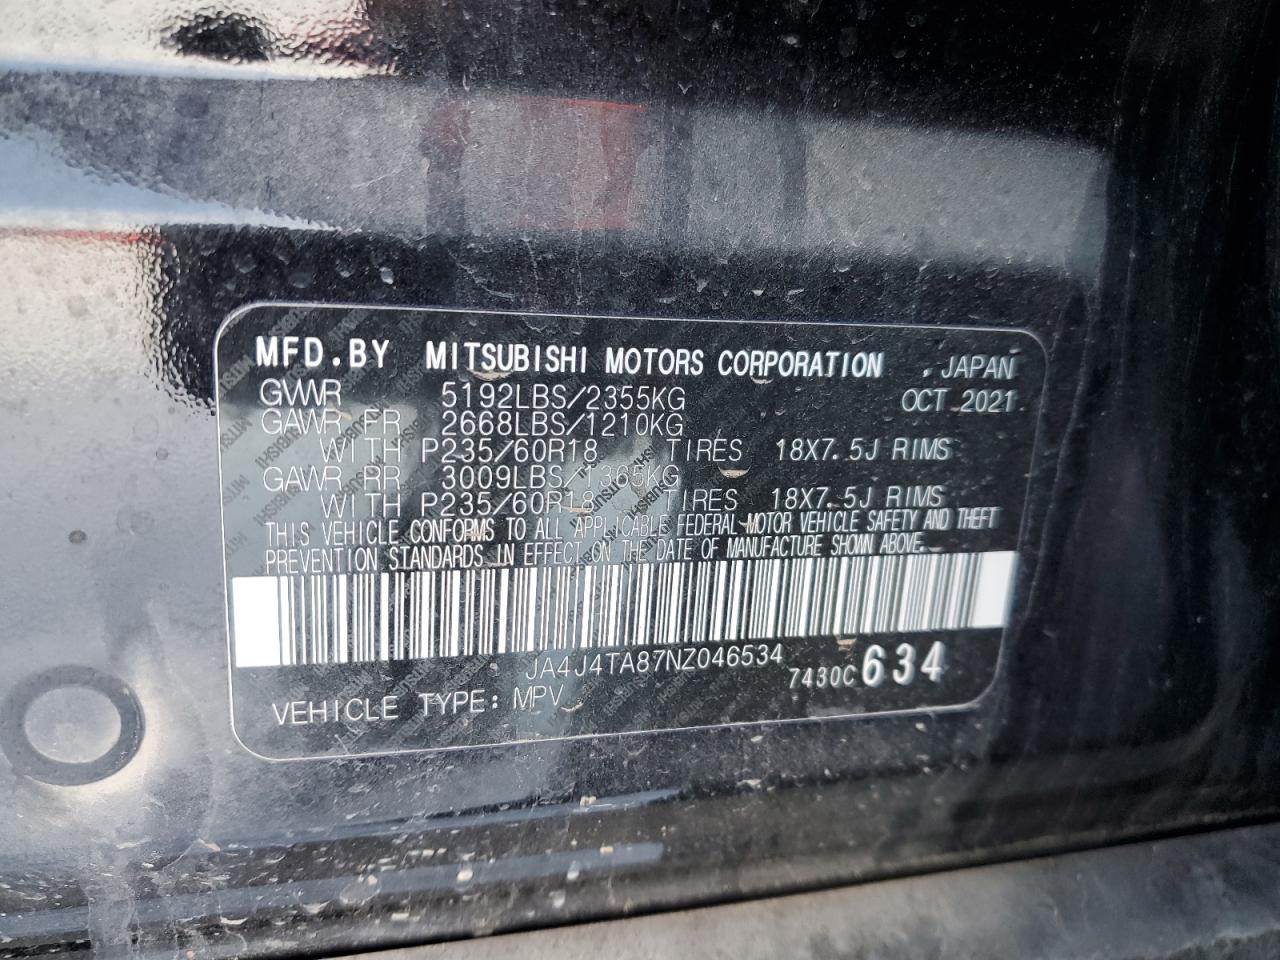 MFD.BY MITSUBISHI MOTORS CORPORATION , JAPAN
GVWR 5192LBS/2355KG OCT 2021
GAWR FR 2668LBS/1210KG
WITH P235/60R18 TIRES 18X7.5J RIMS
GAWR RR 3009LBS/1365KG
WITH P235/60R18 TIRES 18X7.5J RIMS
THIS VEHICLE CONFORMS TO ALL APPLICABLE FEDERAL MOTOR VEHICLE SAFETY AND THEFT
PREVENTION STANDARDS IN EFFECT ON THE DATE OF MANUFACTURE SHOWN ABOVE.
JA4J4TA87NZ046534
7430C 634
VEHICLE TYPE: MPV